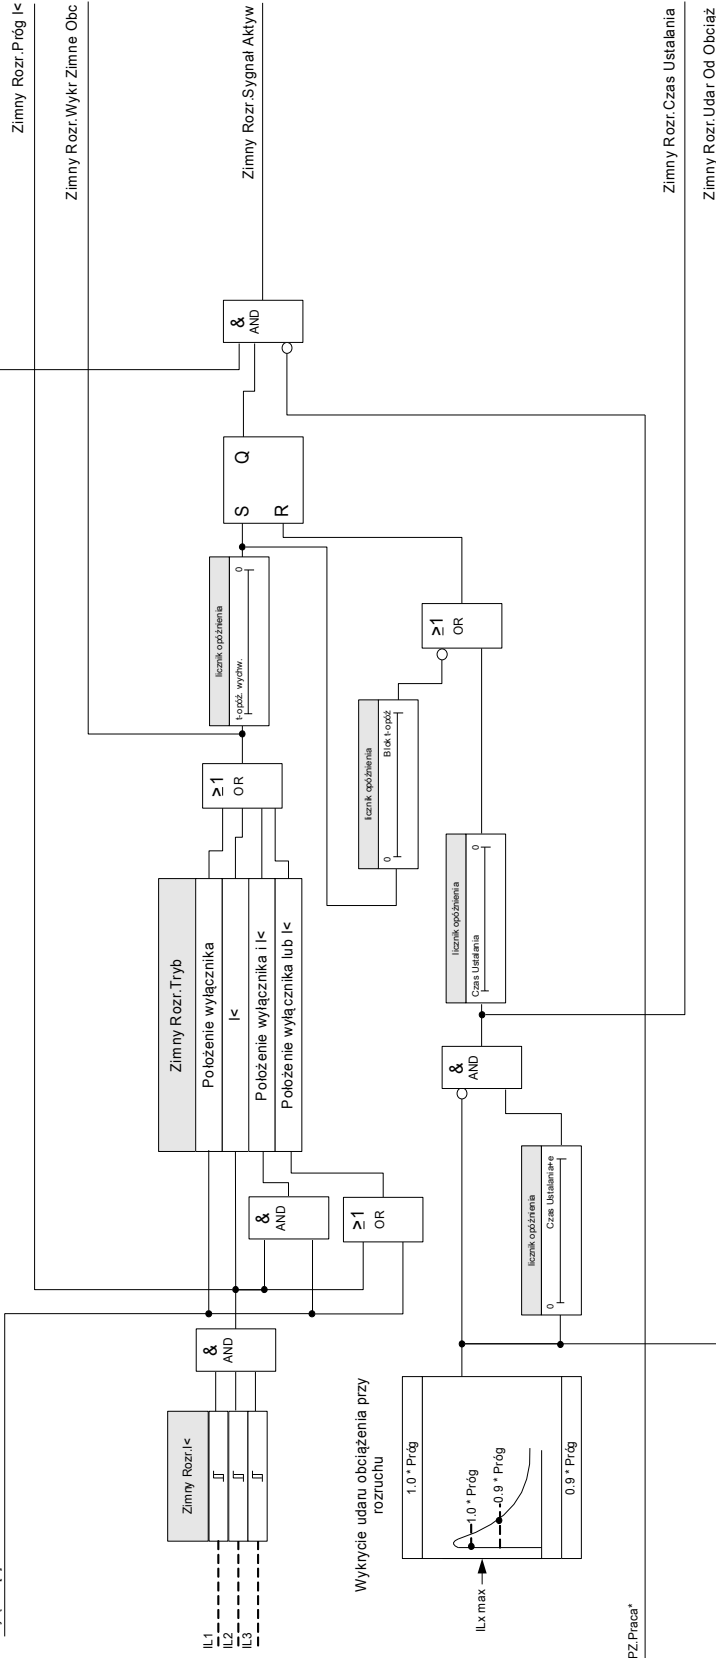 Zimny Rozr.Próg I<
Zimny Rozr.Wykr Zimne Obc
Zimny Rozr.Sygnał Aktyw
Zimny Rozr.Czas Ustalania
Zimny Rozr.Udar Od Obciąż
&
AND
Q
S
R
licznik opóźnienia
t-opóź. wychw.
0
≥1
OR
licznik opóźnienia
0
Blok t-opóź
≥1
OR
Zimny Rozr.Tryb
Położenie wyłącznika
I<
Położenie wyłącznika i I<
Położenie wyłącznika lub I<
licznik opóźnienia
Czas Ustalania
0
&
AND
&
AND
≥1
OR
licznik opóźnienia
0
Czas Ustalania+e
&
AND
Zimny Rozr.I<
IL1
IL2
IL3
Wykrycie udaru obciążenia przy
rozruchu
1.0 * Próg
1.0 * Próg
0.9 * Próg
0.9 * Próg
ILx max
PZ.Praca*